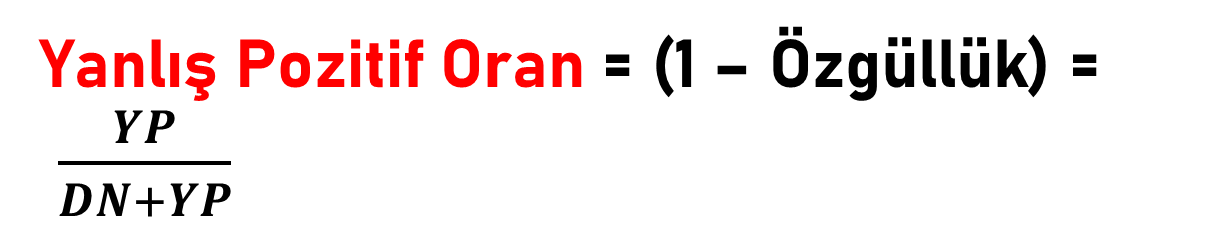 Yanlış Pozitif Oran = (1 – Özgüllük) =
YP
DN+YP